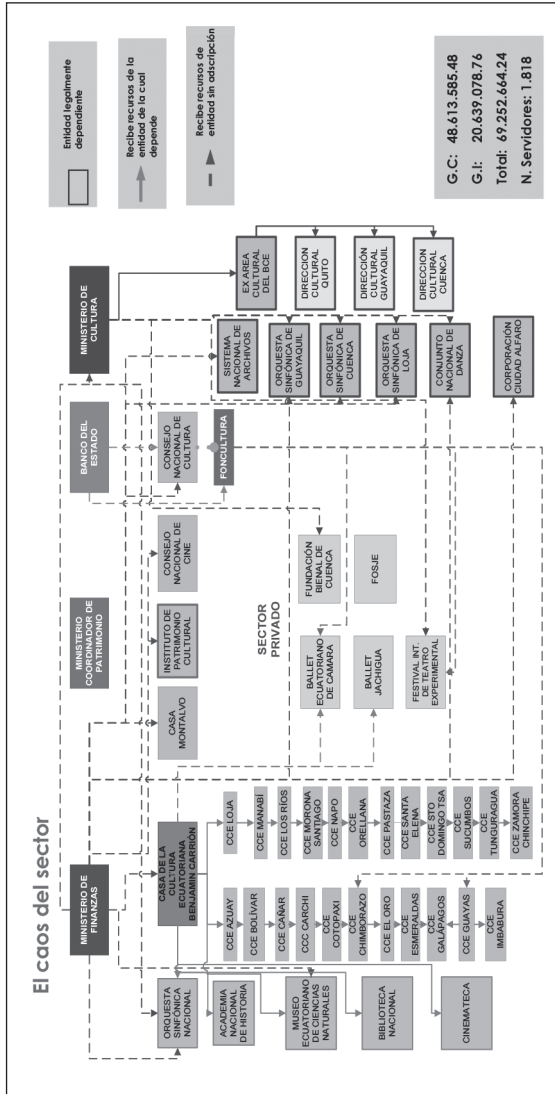 El caos del sector
MINISTERIO DE
FINANZAS
MINISTERIO
COORDINADOR DE
PATRIMONIO
BANCO DEL
ESTADO
MINISTERIO DE
CULTURA
Entidad legalmente
dependiente
Recibe recursos de la
entidad de la cual
depende
Recibe recursos de
entidad sin adscripción
ORQUESTA
SINFÓNICA
NACIONAL
CASA DE LA
CULTURA
ECUATORIANA
BENJAMIN CARRIÓN
CASA
MONTALVO
INSTITUTO DE
PATRIMONIO
CULTURAL
CONSEJO
NACIONAL DE
CINE
CONSEJO
NACIONAL DE
CULTURA
FONCULTURA
ACADEMIA
NACIONAL
DE HISTORIA
MUSEO
ECUATORIANO
DE CIENCIAS
NATURALES
BIBLIOTECA
NACIONAL
CINEMATECA
CCE AZUAY
CCE BOLÍVAR
CCE CAÑAR
CCC CARCHI
CCE
COTOPAXI
CCE
CHIMBORAZO
CCE EL ORO
CCE
ESMERALDAS
CCE
GALÁPAGOS
CCE GUAYAS
CCE
IMBABURA
CCE LOJA
CCE MANABÍ
CCE LOS RÍOS
CCE MORONA
SANTIAGO
CCE NAPO
CCE
ORELLANA
CCE PASTAZA
CCE SANTA
ELENA
CCE STO
DOMINGO TSA
CCE
SUCUMBOS
CCE
TUNGURAGUA
CCE ZAMORA
CHINCHIPE
SECTOR
PRIVADO
BALLET
ECUATORIANO
DE CAMARA
BALLET
JACHIGUA
FUNDACIÓN
BIENAL DE
CUENCA
FOSJE
FESTIVAL INT.
DE TEATRO
EXPERIMENTAL
SISTEMA
NACIONAL DE
ARCHIVOS
ORQUESTA
SINFÓNICA DE
GUAYAQUIL
ORQUESTA
SINFÓNICA DE
CUENCA
ORQUESTA
SINFÓNICA DE
LOJA
CONJUNTO
NACIONAL DE
DANZA
CORPORACIÓN
CIUDAD ALFARO
EX AREA
CULTURAL
DEL BCE
DIRECCION
CULTURAL
QUITO
DIRECCION
CULTURAL
GUAYAQUIL
DIRECCION
CULTURAL
CUENCA
G.C: 48.613.585.48
G.I: 20.639.078.76
Total: 69.252.664.24
N. Servidores: 1.818